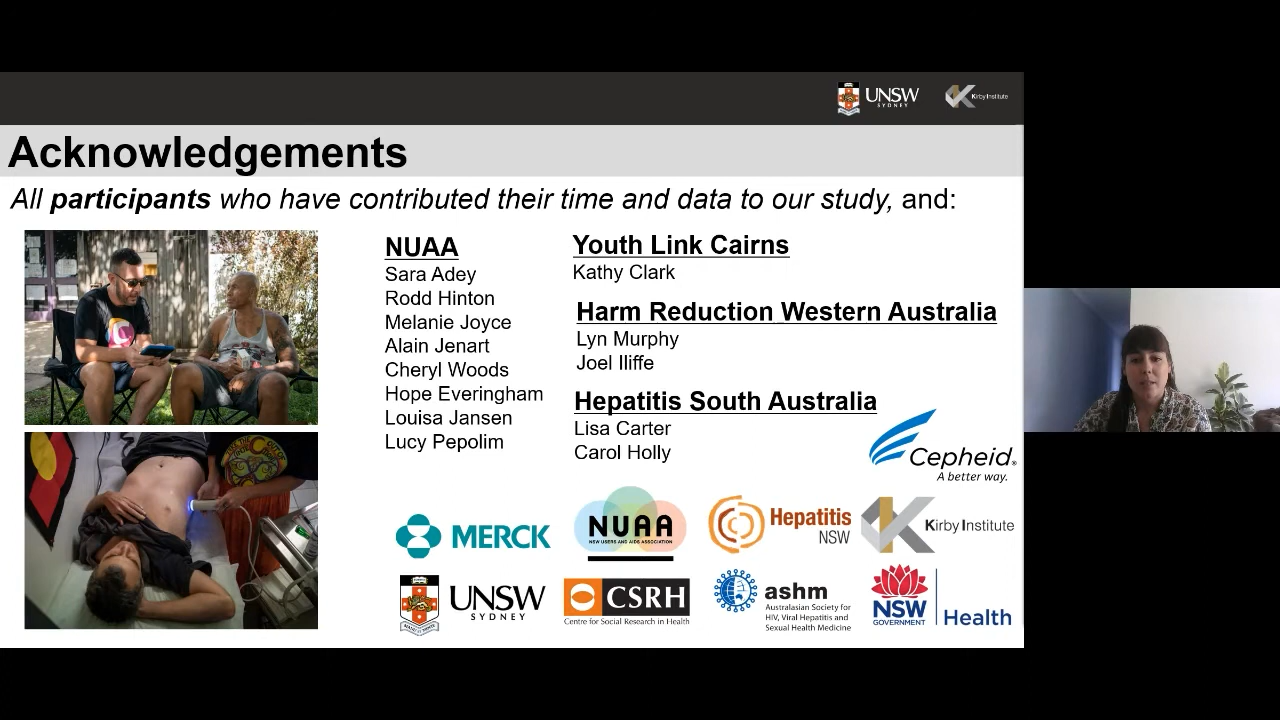 UNSW
SYDNEY
Kirby Institute
Acknowledgements
All participants who have contributed their time and data to our study, and:
NUAA
Sara Adey
Rodd Hinton
Melanie Joyce
Alain Jenart
Cheryl Woods
Hope Everingham
Louisa Jansen
Lucy Pepolim
Youth Link Cairns
Kathy Clark
Harm Reduction Western Australia
Lyn Murphy
Joel Iliffe
Hepatitis South Australia
Lisa Carter
Carol Holly
Cepheid®
A better way.
MERCK
NUAA
NSW USERS AND AIDS ASSOCIATION
Hepatitis
NSW
Kirby Institute
UNSW
SYDNEY
CSRH
Centre for Social Research in Health
ashm
Australasian Society for
HIV, Viral Hepatitis and
Sexual Health Medicine
NSW
GOVERNMENT
Health